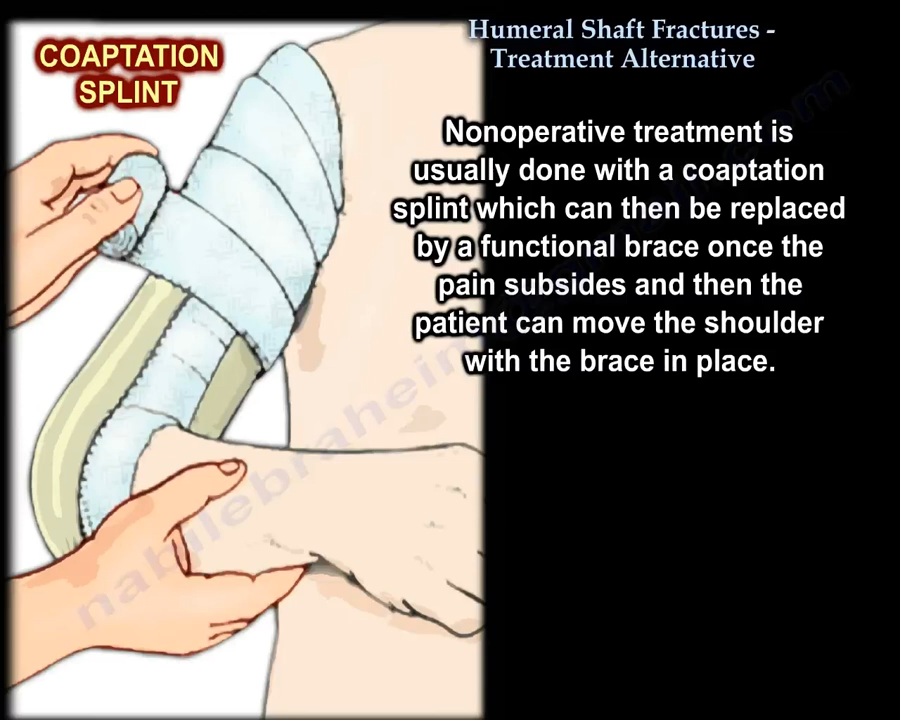 COAPTATION
SPLINT
Humeral Shaft Fractures -
Treatment Alternative
Nonoperative treatment is
usually done with a coaptation
splint which can then be replaced
by a functional brace once the
pain subsides and then the
patient can move the shoulder
with the brace in place.